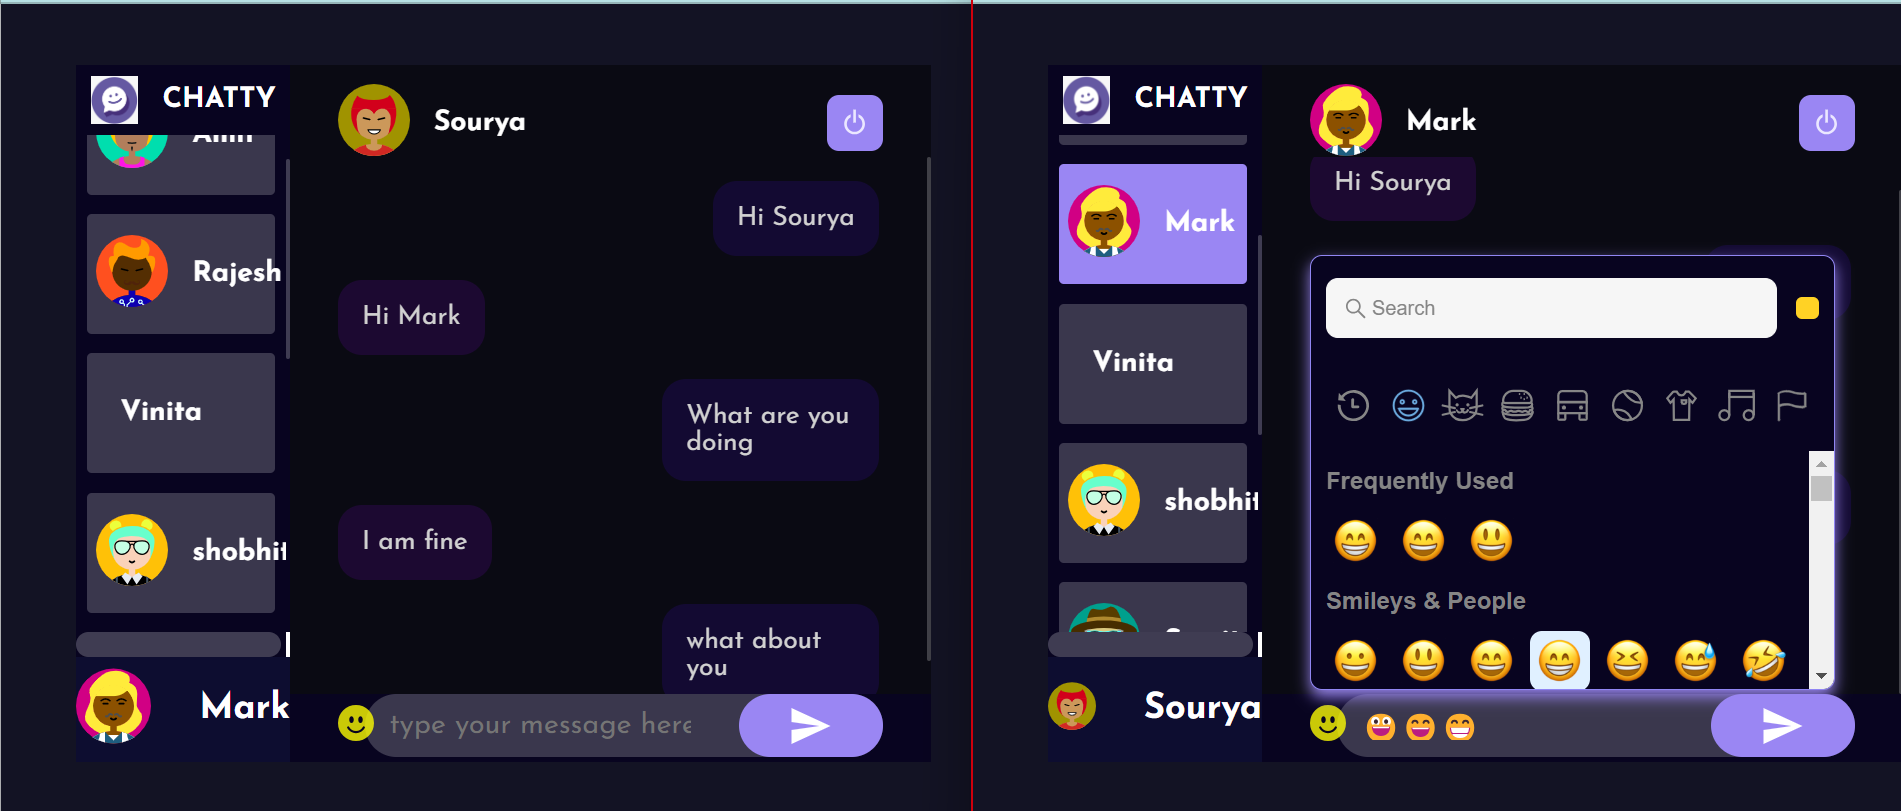 CHATTY
Rajesh
Vinita
shobhit
Mark
Sourya
Hi Sourya
Hi Mark
What are you
doing
I am fine
what about
you
type your message here
CHATTY
Mark
Vinita
shobhit
Sourya
Mark
Hi Sourya
Search
Frequently Used
Smileys & People